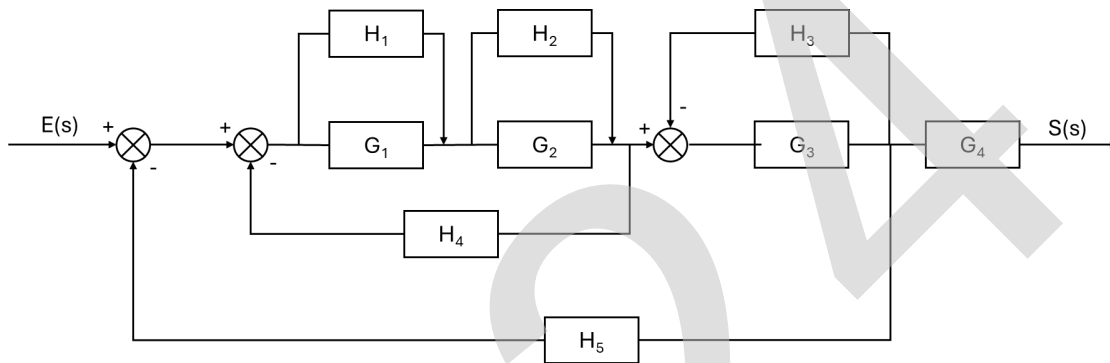 H₁
H₂
H₃
E(s)
+
-
+
-
G₁
G₂
+
-
G₃
G₄
S(s)
H₄
H₅